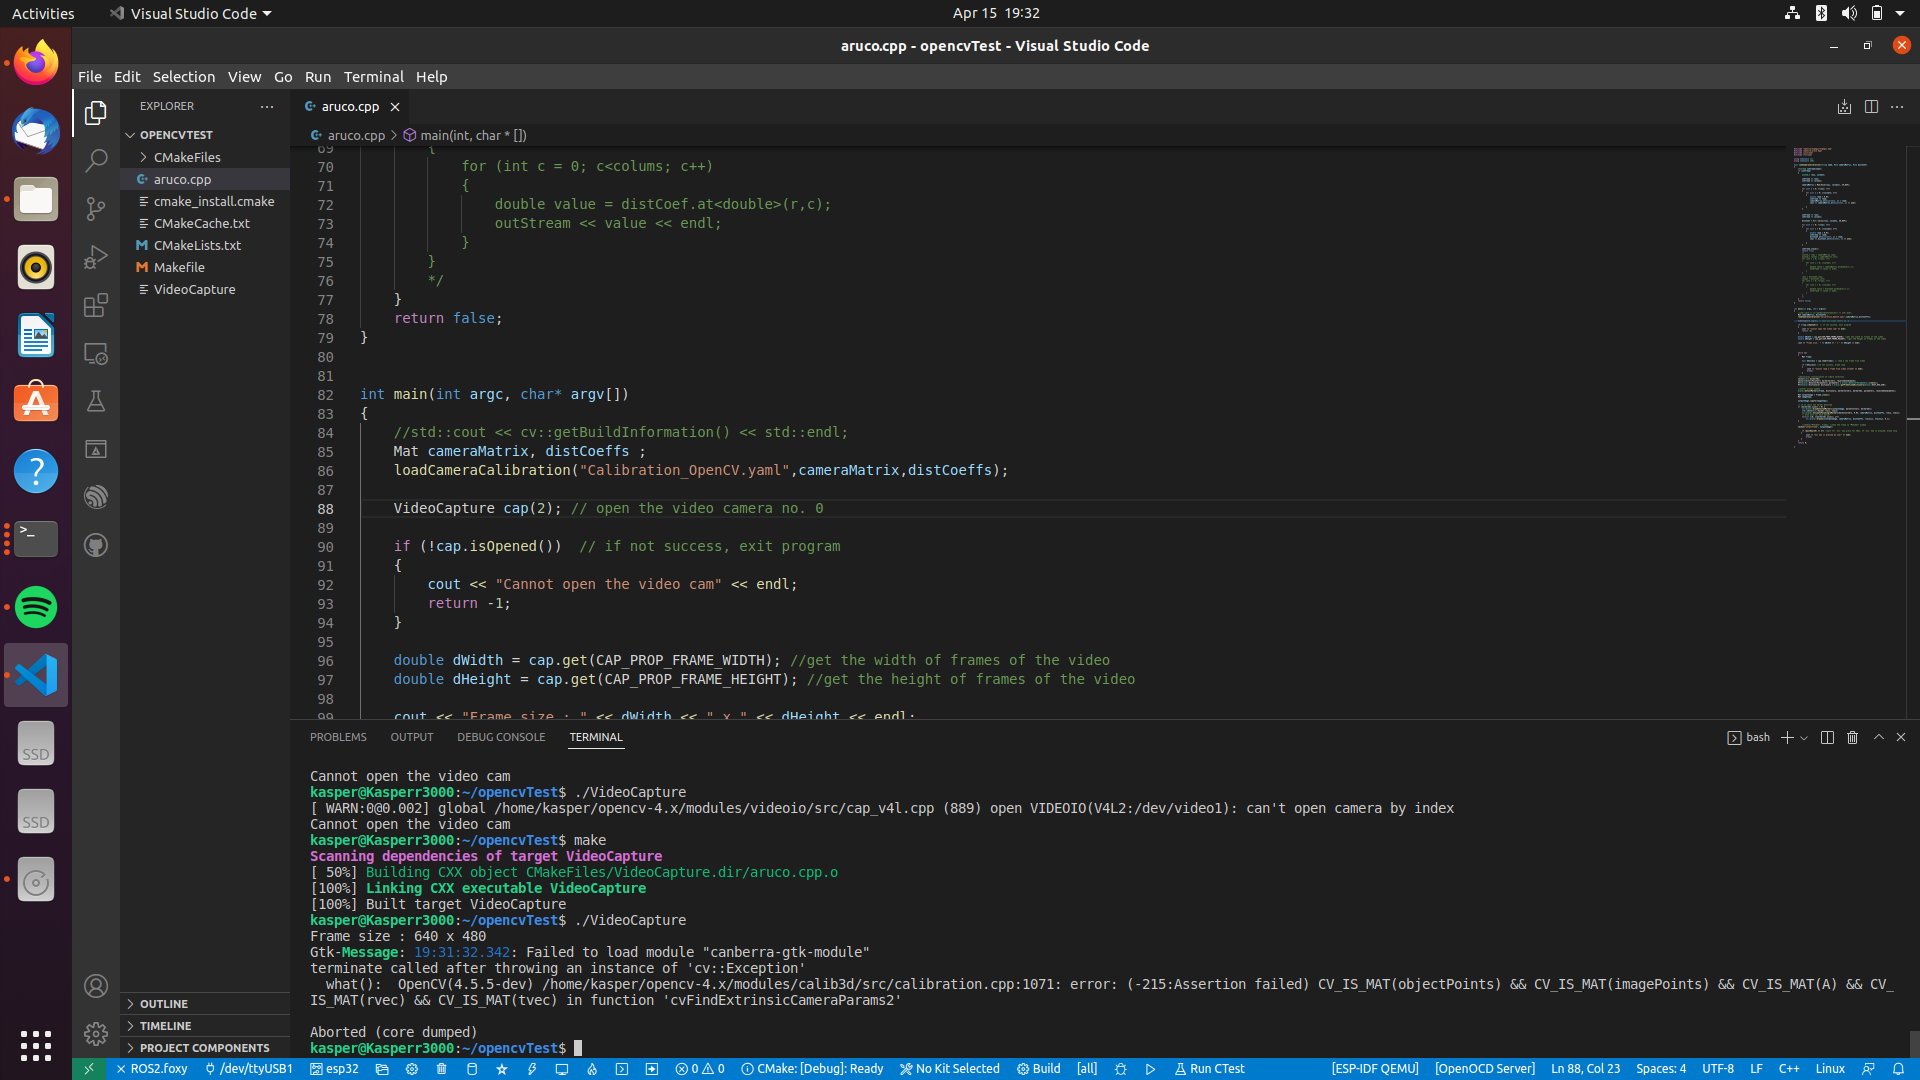 Activities
Visual Studio Code
Apr 15 19:32
aruco.cpp - opencvTest - Visual Studio Code
File Edit Selection View Go Run Terminal Help
EXPLORER
OPENCVTEST
CMakeFiles
aruco.cpp
cmake_install.cmake
CMakeCache.txt
CMakeLists.txt
Makefile
VideoCapture
OUTLINE
TIMELINE
PROJECT COMPONENTS
aruco.cpp
aruco.cpp > main(int, char * [])
69 {
70 for (int c = 0; c<colums; c++)
71 {
72 double value = distCoef.at<double>(r,c);
73 outStream << value << endl;
74 }
75 }
76 */
77 }
78 return false;
79 }
80
81
82 int main(int argc, char* argv[])
83 {
84 //std::cout << cv::getBuildInformation() << std::endl;
85 Mat cameraMatrix, distCoeffs ;
86 loadCameraCalibration("Calibration_OpenCV.yaml",cameraMatrix,distCoeffs);
87
88 VideoCapture cap(2); // open the video camera no. 0
89
90 if (!cap.isOpened()) // if not success, exit program
91 {
92 cout << "Cannot open the video cam" << endl;
93 return -1;
94 }
95
96 double dWidth = cap.get(CAP_PROP_FRAME_WIDTH); //get the width of frames of the video
97 double dHeight = cap.get(CAP_PROP_FRAME_HEIGHT); //get the height of frames of the video
98
99 cout << "Frame size : " << dWidth << " x " << dHeight << endl;
PROBLEMS OUTPUT DEBUG CONSOLE TERMINAL
bash
Cannot open the video cam
kasper@Kasperr3000:~/opencvTest$ ./VideoCapture
[ WARN:0@0.002] global /home/kasper/opencv-4.x/modules/videoio/src/cap_v4l.cpp (889) open VIDEOIO(V4L2:/dev/video1): can't open camera by index
Cannot open the video cam
kasper@Kasperr3000:~/opencvTest$ make
Scanning dependencies of target VideoCapture
[ 50%] Building CXX object CMakeFiles/VideoCapture.dir/aruco.cpp.o
[100%] Linking CXX executable VideoCapture
[100%] Built target VideoCapture
kasper@Kasperr3000:~/opencvTest$ ./VideoCapture
Frame size : 640 x 480
Gtk-Message: 19:31:32.342: Failed to load module "canberra-gtk-module"
terminate called after throwing an instance of 'cv::Exception'
what(): OpenCV(4.5.5-dev) /home/kasper/opencv-4.x/modules/calib3d/src/calibration.cpp:1071: error: (-215:Assertion failed) CV_IS_MAT(objectPoints) && CV_IS_MAT(imagePoints) && CV_IS_MAT(A) && CV_
IS_MAT(rvec) && CV_IS_MAT(tvec) in function 'cvFindExtrinsicCameraParams2'
Aborted (core dumped)
kasper@Kasperr3000:~/opencvTest$
SSD
SSD
ROS2.foxy /dev/ttyUSB1 esp32 0 0 CMake: [Debug]: Ready No Kit Selected Build [all] Run CTest [ESP-IDF QEMU] [OpenOCD Server] Ln 88, Col 23 Spaces: 4 UTF-8 LF C++ Linux